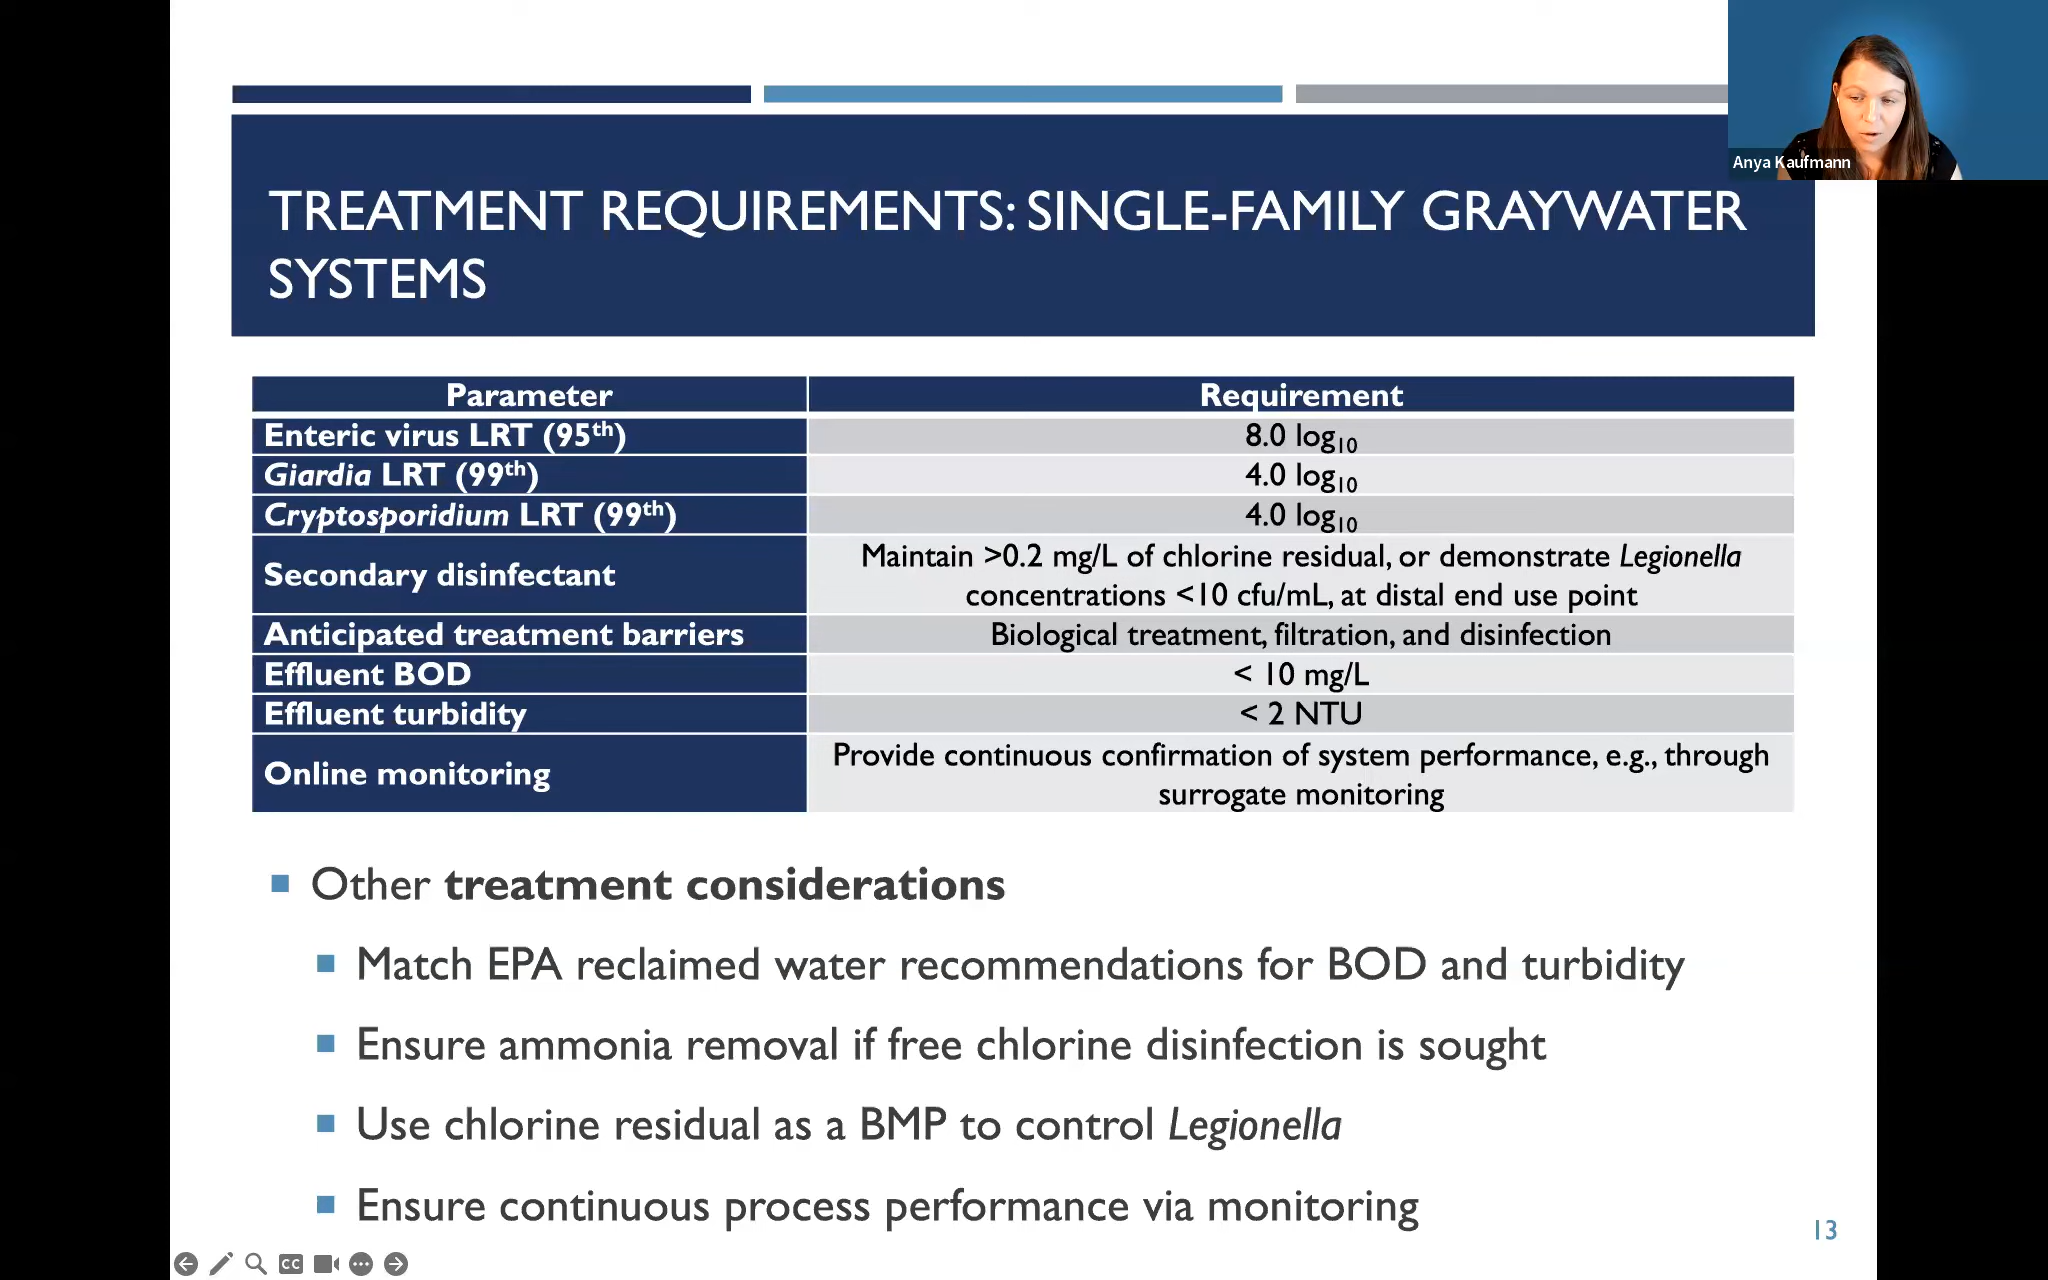 Anya Kaufmann
TREATMENT REQUIREMENTS: SINGLE-FAMILY GRAYWATER
SYSTEMS
Parameter Requirement
Enteric virus LRT (95th) 8.0 log10
Giardia LRT (99th) 4.0 log10
Cryptosporidium LRT (99th) 4.0 log10
Secondary disinfectant
Maintain >0.2 mg/L of chlorine residual, or demonstrate Legionella
concentrations <10 cfu/mL, at distal end use point
Anticipated treatment barriers Biological treatment, filtration, and disinfection
Effluent BOD < 10 mg/L
Effluent turbidity < 2 NTU
Online monitoring
Provide continuous confirmation of system performance, e.g., through
surrogate monitoring
Other treatment considerations
Match EPA reclaimed water recommendations for BOD and turbidity
Ensure ammonia removal if free chlorine disinfection is sought
Use chlorine residual as a BMP to control Legionella
Ensure continuous process performance via monitoring
13
CC